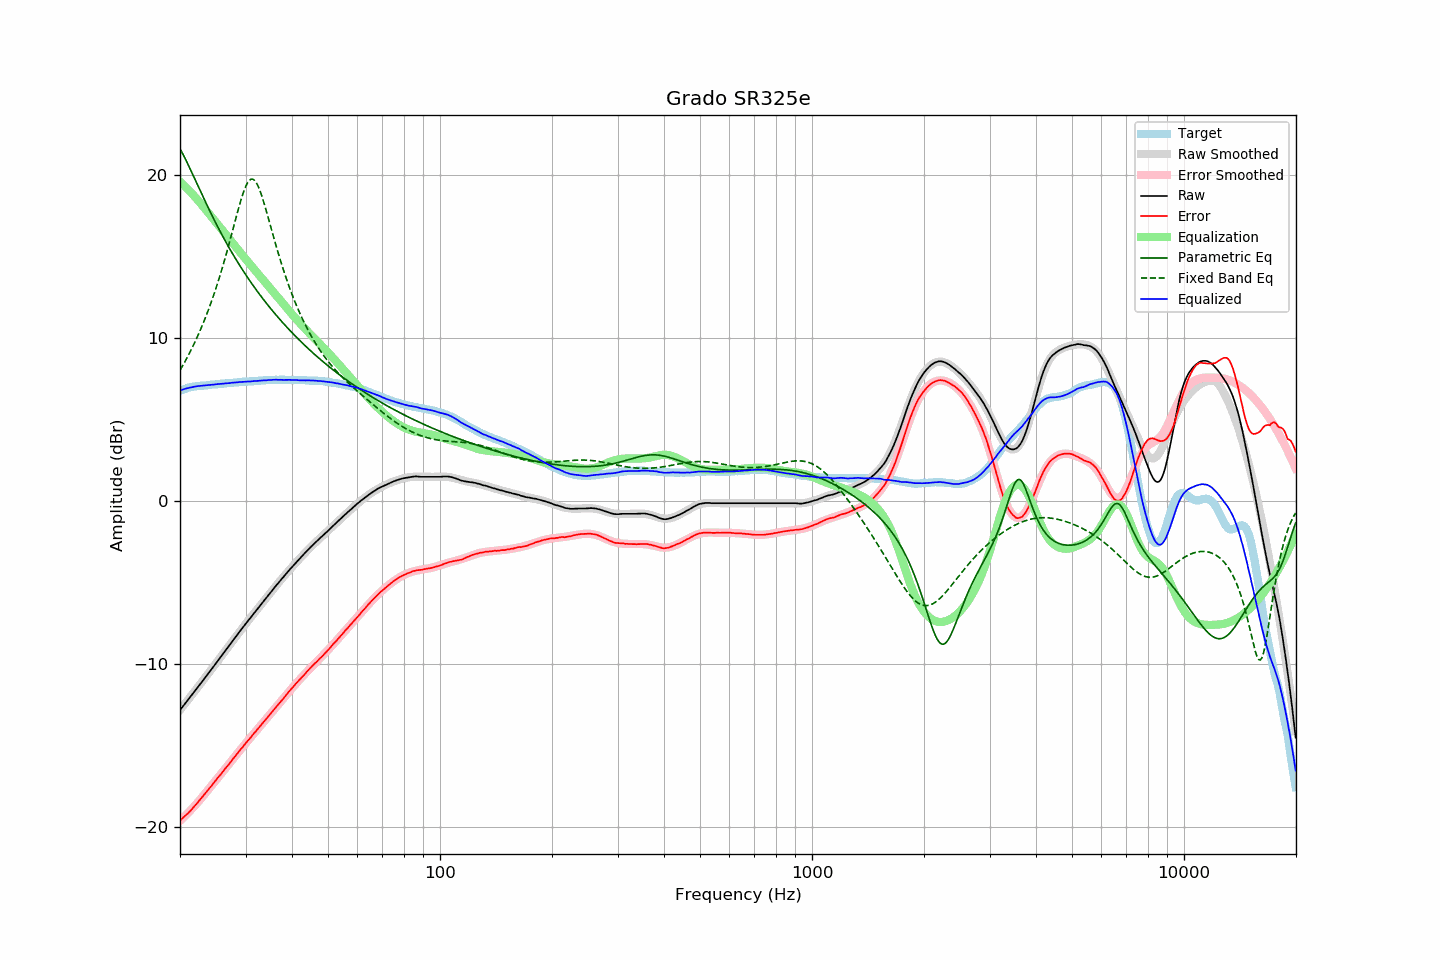 Grado SR325e
Target
Raw Smoothed
Error Smoothed
Raw
Error
Equalization
Parametric Eq
Fixed Band Eq
Equalized
20
10
0
−10
−20
Amplitude (dBr)
100
1000
10000
Frequency (Hz)